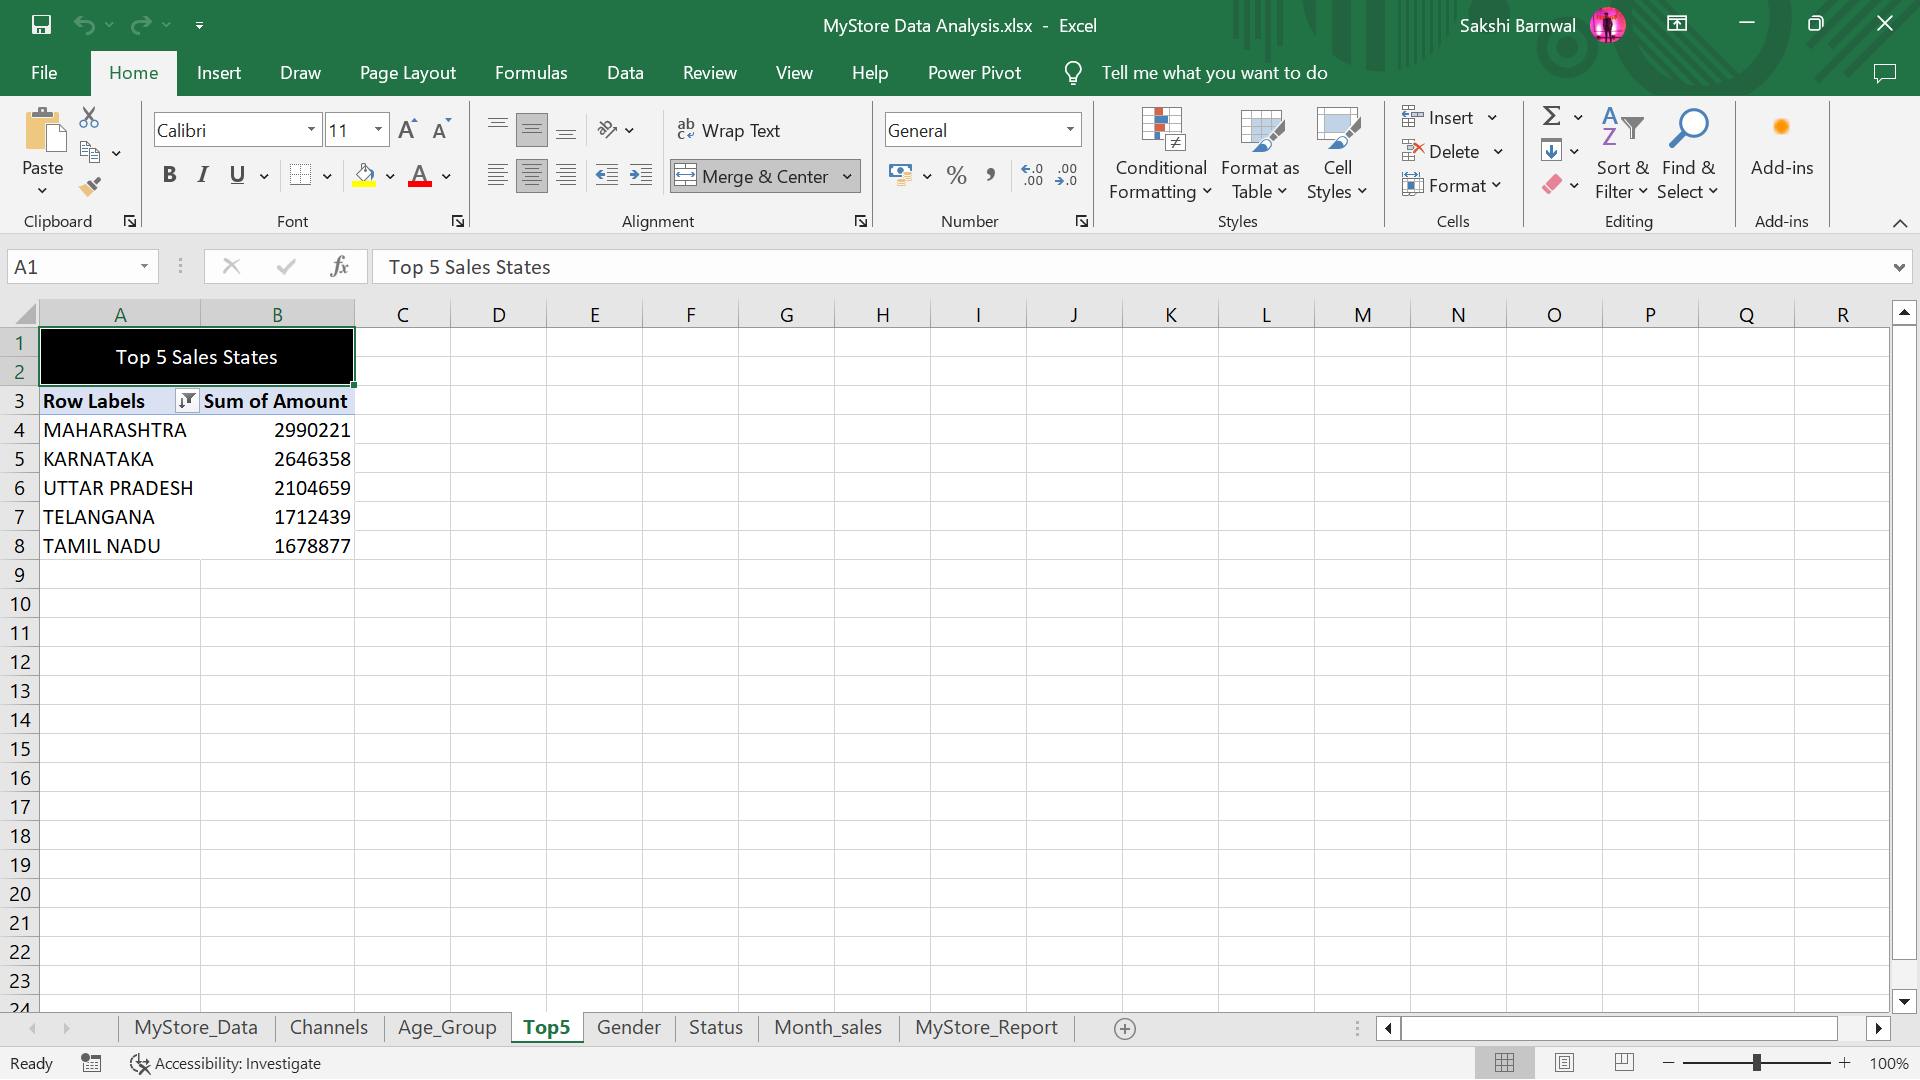 MyStore Data Analysis.xlsx - Excel
Sakshi Barnwal
File Home Insert Draw Page Layout Formulas Data Review View Help Power Pivot Tell me what you want to do
Paste
Clipboard
Calibri 11
B I U A
Font
ab Wrap Text
Merge & Center
Alignment
General
% , .00
Number
Conditional Formatting
Format as Table
Cell Styles
Styles
Insert
Delete
Format
Cells
Sort & Filter
Find & Select
Editing
Add-ins
Add-ins
A1 fx Top 5 Sales States
A B C D E F G H I J K L M N O P Q R
1 Top 5 Sales States
2
3 Row Labels Sum of Amount
4 MAHARASHTRA 2990221
5 KARNATAKA 2646358
6 UTTAR PRADESH 2104659
7 TELANGANA 1712439
8 TAMIL NADU 1678877
9
10
11
12
13
14
15
16
17
18
19
20
21
22
23
24
MyStore_Data Channels Age_Group Top5 Gender Status Month_sales MyStore_Report
Ready Accessibility: Investigate 100%